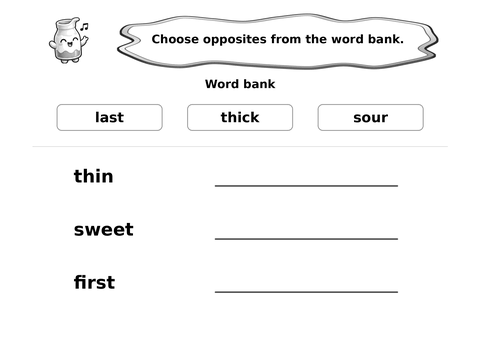 Choose opposites from the word bank.
Word bank
last thick sour
thin
sweet
first